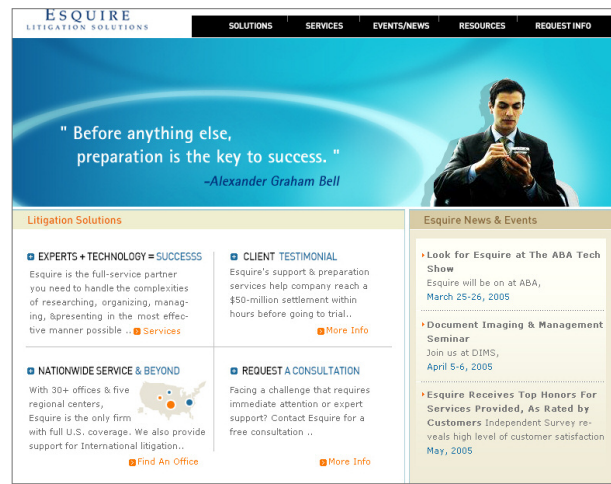 ESQUIRE
LITIGATION SOLUTIONS
SOLUTIONS
SERVICES
EVENTS/NEWS
RESOURCES
REQUEST INFO
" Before anything else,
preparation is the key to success. "
–Alexander Graham Bell
Litigation Solutions
EXPERTS + TECHNOLOGY = SUCCESSS
Esquire is the full-service partner
you need to handle the complexities
of researching, organizing, manag-
ing, &presenting in the most effec-
tive manner possible .. Services
CLIENT TESTIMONIAL
Esquire's support & preparation
services help company reach a
$50-million settlement within
hours before going to trial..
More Info
NATIONWIDE SERVICE & BEYOND
With 30+ offices & five
regional centers,
Esquire is the only firm
with full U.S. coverage. We also provide
support for International litigation..
Find An Office
REQUEST A CONSULTATION
Facing a challenge that requires
immediate attention or expert
support? Contact Esquire for a
free consultation ..
More Info
Esquire News & Events
Look for Esquire at The ABA Tech
Show
Esquire will be on at ABA,
March 25-26, 2005
Document Imaging & Management
Seminar
Join us at DIMS,
April 5-6, 2005
Esquire Receives Top Honors For
Services Provided, As Rated by
Customers Independent Survey re-
veals high level of customer satisfaction
May, 2005